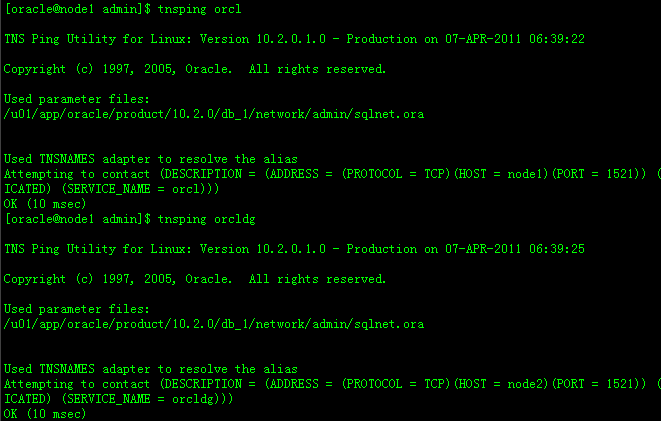 [oracle@node1 admin]$ tnsping orcl
TNS Ping Utility for Linux: Version 10.2.0.1.0 - Production on 07-APR-2011 06:39:22
Copyright (c) 1997, 2005, Oracle.  All rights reserved.
Used parameter files:
/u01/app/oracle/product/10.2.0/db_1/network/admin/sqlnet.ora
Used TNSNAMES adapter to resolve the alias
Attempting to contact (DESCRIPTION = (ADDRESS = (PROTOCOL = TCP)(HOST = node1)(PORT = 1521)) (
ICATED) (SERVICE_NAME = orcl)))
OK (10 msec)
[oracle@node1 admin]$ tnsping orcldg
TNS Ping Utility for Linux: Version 10.2.0.1.0 - Production on 07-APR-2011 06:39:25
Copyright (c) 1997, 2005, Oracle.  All rights reserved.
Used parameter files:
/u01/app/oracle/product/10.2.0/db_1/network/admin/sqlnet.ora
Used TNSNAMES adapter to resolve the alias
Attempting to contact (DESCRIPTION = (ADDRESS = (PROTOCOL = TCP)(HOST = node2)(PORT = 1521)) (
ICATED) (SERVICE_NAME = orcldg)))
OK (10 msec)